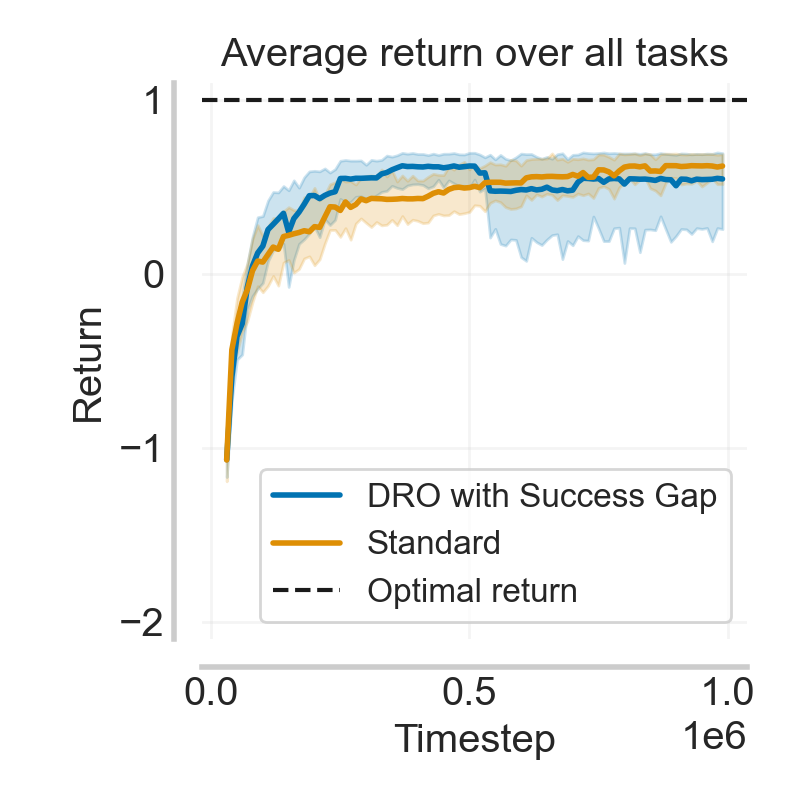 Average return over all tasks
1
0
−1
−2
Return
DRO with Success Gap
Standard
Optimal return
0.0 0.5 1.0
1e6
Timestep